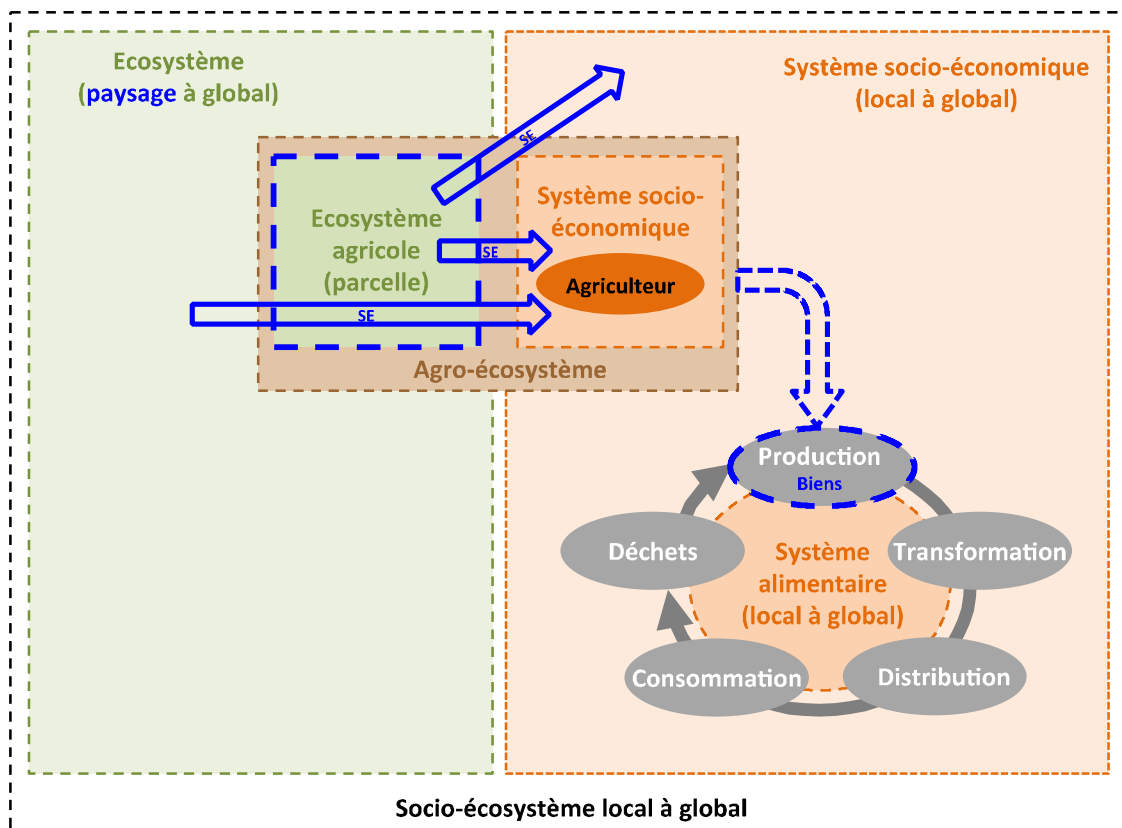 Ecosystème
(paysage à global)
Système socio-économique
(local à global)
SE
Ecosystème
agricole
(parcelle)
Système socio-
économique
SE
Agriculteur
SE
Agro-écosystème
Production
Biens
Déchets
Transformation
Système
alimentaire
(local à global)
Consommation
Distribution
Socio-écosystème local à global